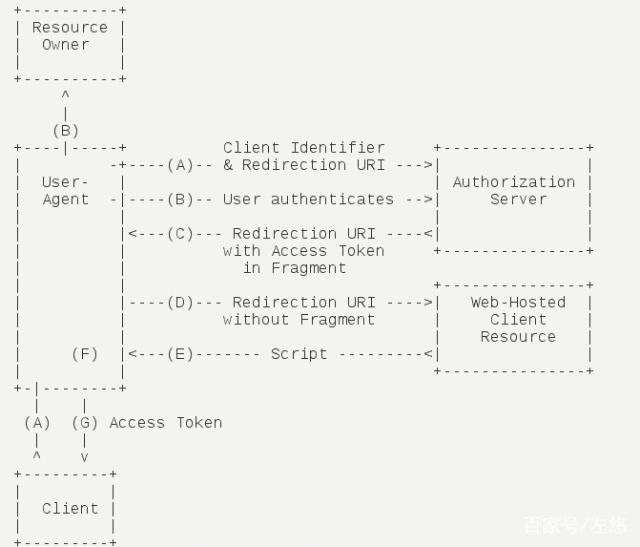 +----------+
| Resource |
|  Owner   |
|          |
+----------+
     ^
     |
    (B)
+----|-----+          Client Identifier     +---------------+
|         -+----(A)-- & Redirection URI --->|               |
|  User-   |                                | Authorization |
|  Agent  -|----(B)-- User authenticates -->|     Server    |
|          |                                |               |
|          |<---(C)--- Redirection URI ----<|               |
|          |          with Access Token     +---------------+
|          |            in Fragment
|          |                                +---------------+
|          |----(D)--- Redirection URI ---->|   Web-Hosted  |
|          |          without Fragment      |     Client    |
|          |                                |    Resource   |
|     (F)  |<---(E)------- Script ---------<|               |
|          |                                +---------------+
+-|--------+
  |    |
 (A)  (G) Access Token
  |    |
  ^    v
+---------+
|         |
|  Client |
|         |
+---------+
百家号/左悠